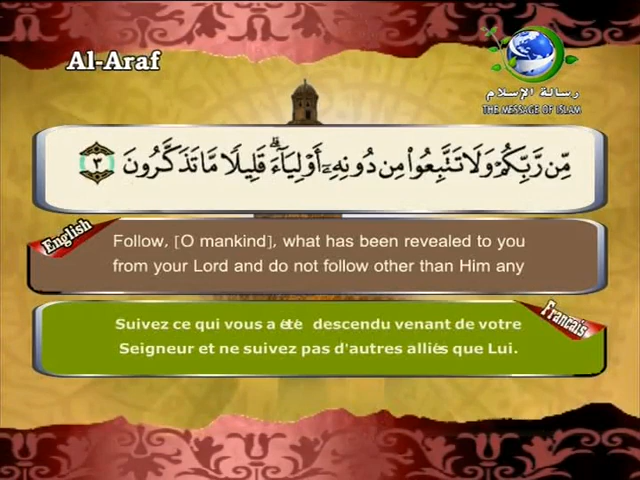 Al-Araf
رسالة الإسلام
THE MESSAGE OF ISLAM
مِّن رَّبِّكُمْ وَلَا تَتَّبِعُوا۟ مِن دُونِهِۦٓ أَوْلِيَآءَ ۗ قَلِيلًا مَّا تَذَكَّرُونَ ٣
English
Follow, [O mankind], what has been revealed to you
from your Lord and do not follow other than Him any
Français
Suivez ce qui vous a été descendu venant de votre
Seigneur et ne suivez pas d'autres alliés que Lui.